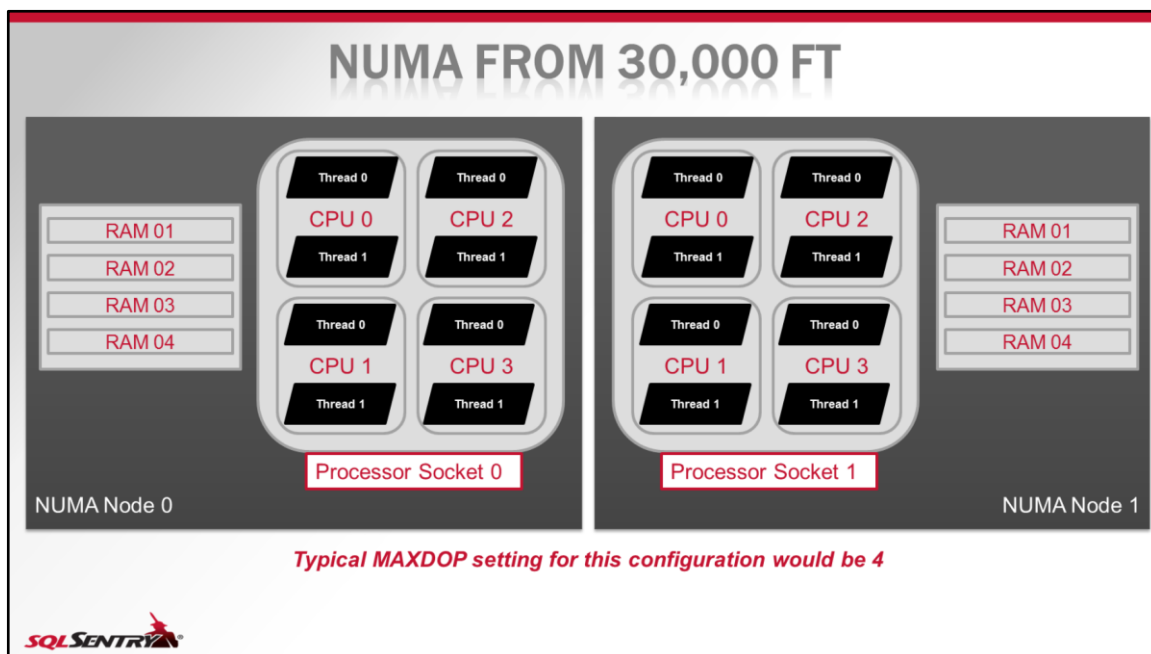 NUMA FROM 30,000 FT
RAM 01
RAM 02
RAM 03
RAM 04
Thread 0
CPU 0
Thread 1
Thread 0
CPU 2
Thread 1
Thread 0
CPU 1
Thread 1
Thread 0
CPU 3
Thread 1
Processor Socket 0
NUMA Node 0
Thread 0
CPU 0
Thread 1
Thread 0
CPU 2
Thread 1
Thread 0
CPU 1
Thread 1
Thread 0
CPU 3
Thread 1
Processor Socket 1
RAM 01
RAM 02
RAM 03
RAM 04
NUMA Node 1
Typical MAXDOP setting for this configuration would be 4
SQLSENTRY®